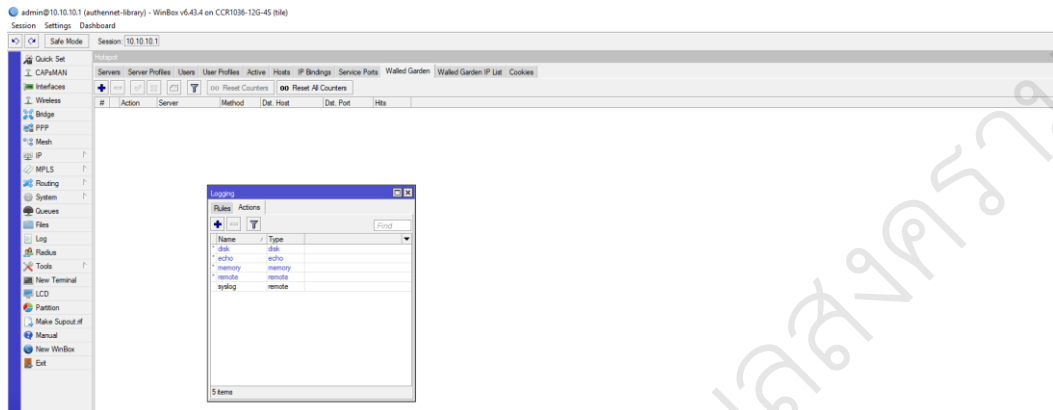 admin@10.10.10.1 (authennet-library) - WinBox v6.43.4 on CCR1036-12G-4S (tile)
Session Settings Dashboard
Safe Mode Session: 10.10.10.1
Quick Set
CAPsMAN
Interfaces
Wireless
Bridge
PPP
Mesh
IP
MPLS
Routing
System
Queues
Files
Log
Radius
Tools
New Terminal
LCD
Partition
Make Supout.rif
Manual
New WinBox
Exit
Hotspot
Servers Server Profiles Users User Profiles Active Hosts IP Bindings Service Ports Walled Garden Walled Garden IP List Cookies
00 Reset Counters 00 Reset All Counters
# Action Server Method Dst. Host Dst. Port Hits
Logging
Rules Actions
Find
Name / Type
* disk disk
* echo echo
* memory memory
* remote remote
syslog remote
5 items